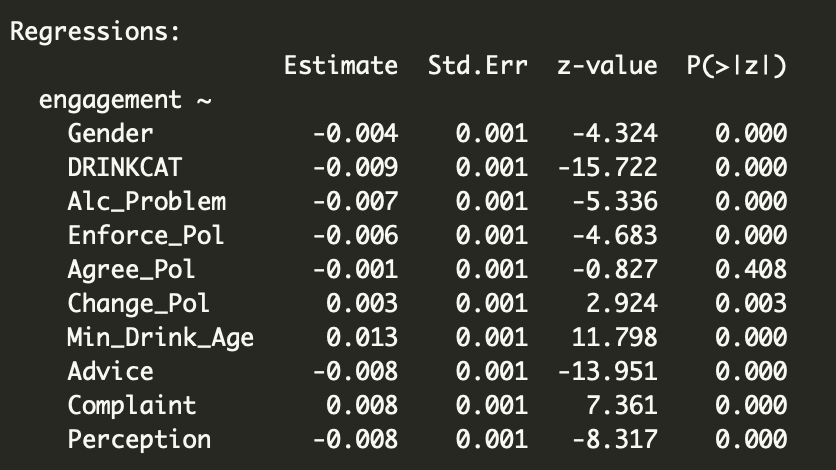 Regressions:
Estimate Std.Err z-value P(>|z|)
engagement ~
Gender -0.004 0.001 -4.324 0.000
DRINKCAT -0.009 0.001 -15.722 0.000
Alc_Problem -0.007 0.001 -5.336 0.000
Enforce_Pol -0.006 0.001 -4.683 0.000
Agree_Pol -0.001 0.001 -0.827 0.408
Change_Pol 0.003 0.001 2.924 0.003
Min_Drink_Age 0.013 0.001 11.798 0.000
Advice -0.008 0.001 -13.951 0.000
Complaint 0.008 0.001 7.361 0.000
Perception -0.008 0.001 -8.317 0.000